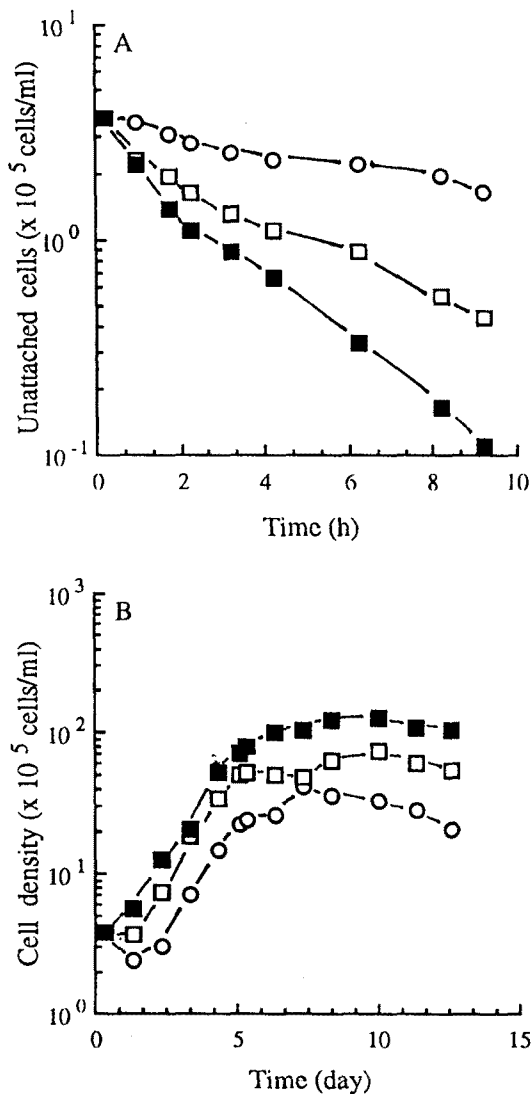 A
Unattached cells (x 10 5 cells/ml)
10 1
10 0
10 -1
0 2 4 6 8 10
Time (h)
B
Cell density (x 10 5 cells/ml)
10 3
10 2
10 1
10 0
0 5 10 15
Time (day)